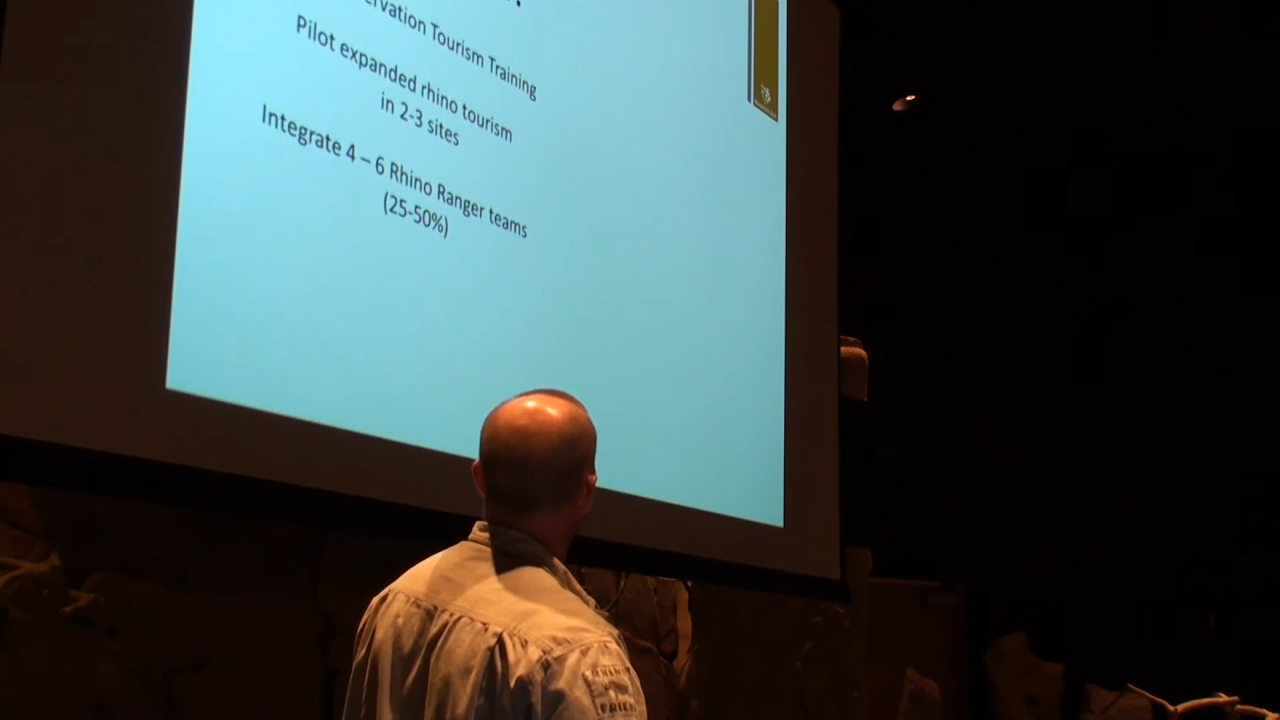 ervation Tourism Training
Pilot expanded rhino tourism
in 2-3 sites
Integrate 4 – 6 Rhino Ranger teams
(25-50%)